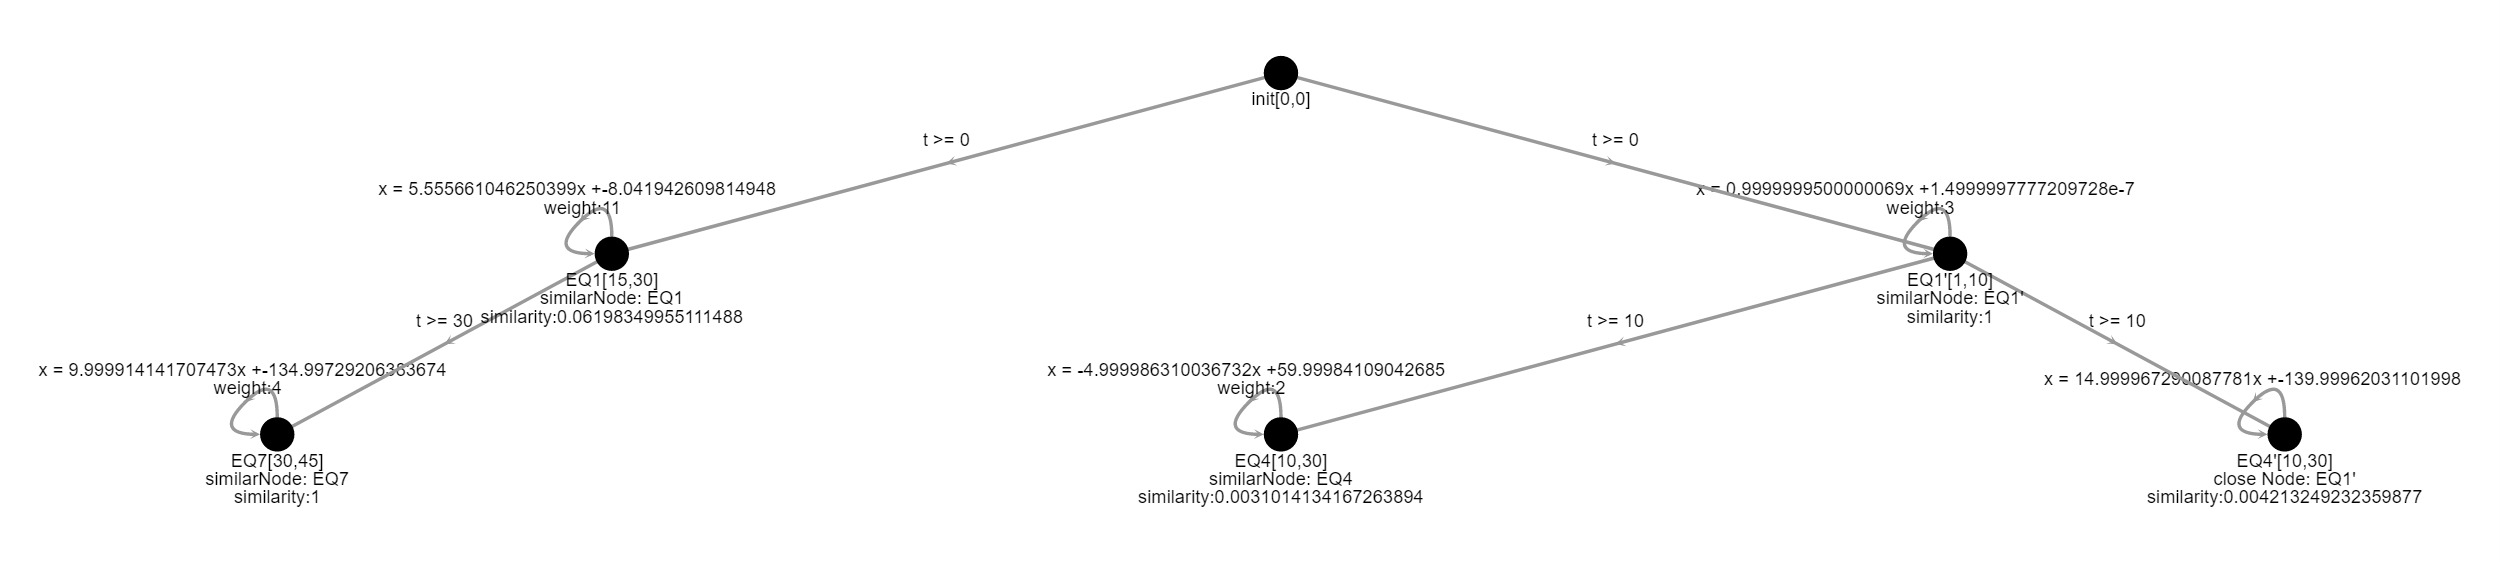 init[0,0]
t >= 0
t >= 0
x = 5.555661046250399x +-8.041942609814948
weight:11
x = 0.9999999500000069x +1.4999997777209728e-7
weight:3
EQ1[15,30]
similarNode: EQ1
similarity:0.06198349955111488
EQ1'[1,10]
similarNode: EQ1'
similarity:1
t >= 30
t >= 10
t >= 10
x = 9.999914141707473x +-134.99729206383674
weight:4
x = -4.999986310036732x +59.99984109042685
weight:2
x = 14.999967290087781x +-139.99962031101998
EQ7[30,45]
similarNode: EQ7
similarity:1
EQ4[10,30]
similarNode: EQ4
similarity:0.0031014134167263894
EQ4'[10,30]
close Node: EQ1'
similarity:0.004213249232359877